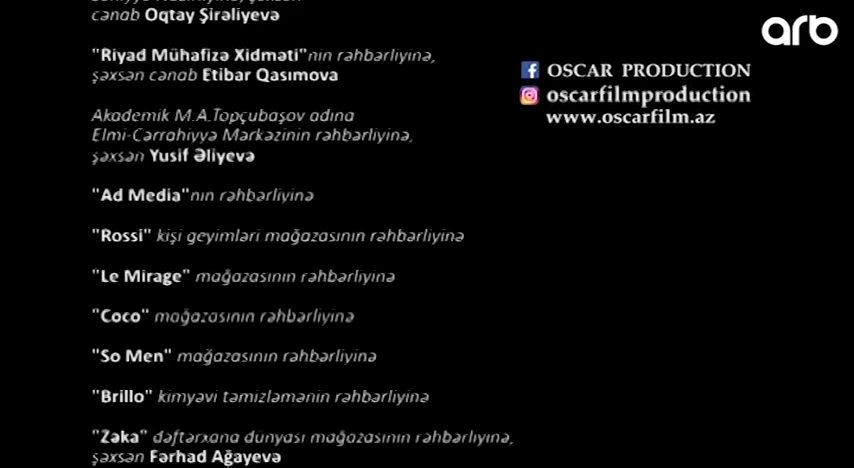 cənab Oqtay Şirəliyevə
"Riyad Mühafizə Xidməti"nin rəhbərliyinə,
şəxsən cənab Etibar Qasımova
Akademik M.A.Topçubaşov adına
Elmi-Cərrahiyyə Mərkəzinin rəhbərliyinə,
şəxsən Yusif Əliyevə
"Ad Media"nın rəhbərliyinə
"Rossi" kişi geyimləri mağazasının rəhbərliyinə
"Le Mirage" mağazasının rəhbərliyinə
"Coco" mağazasının rəhbərliyinə
"So Men" mağazasının rəhbərliyinə
"Brillo" kimyəvi təmizləmənin rəhbərliyinə
"Zəka" dəftərxana dünyası mağazasının rəhbərliyinə,
şəxsən Fərhad Ağayevə
arb
OSCAR PRODUCTION
oscarfilmproduction
www.oscarfilm.az